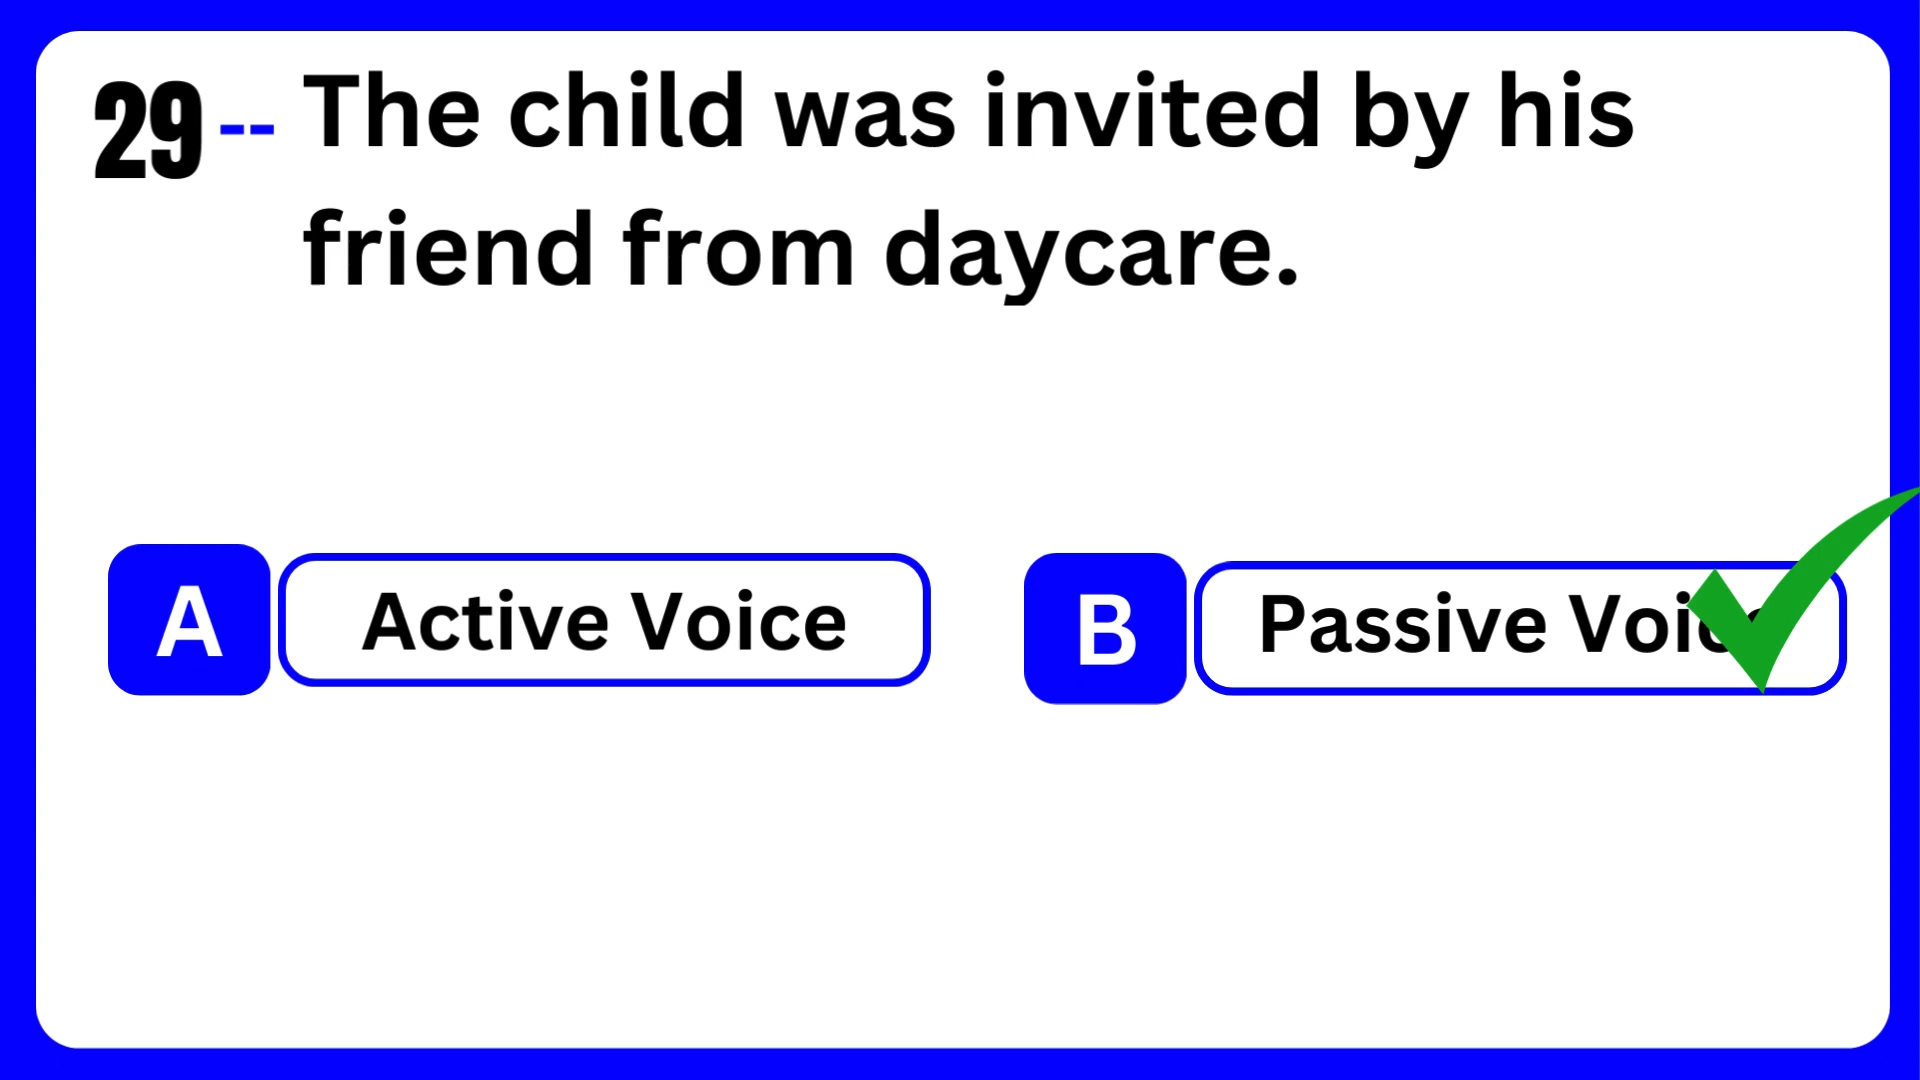 29 -- The child was invited by his
friend from daycare.
A Active Voice
B Passive Voice